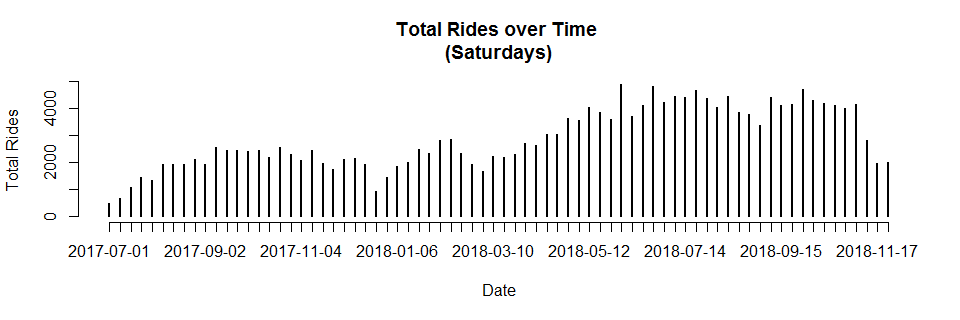 Total Rides over Time
(Saturdays)
Total Rides
4000
2000
0
2017-07-01 2017-09-02 2017-11-04 2018-01-06 2018-03-10 2018-05-12 2018-07-14 2018-09-15 2018-11-17
Date